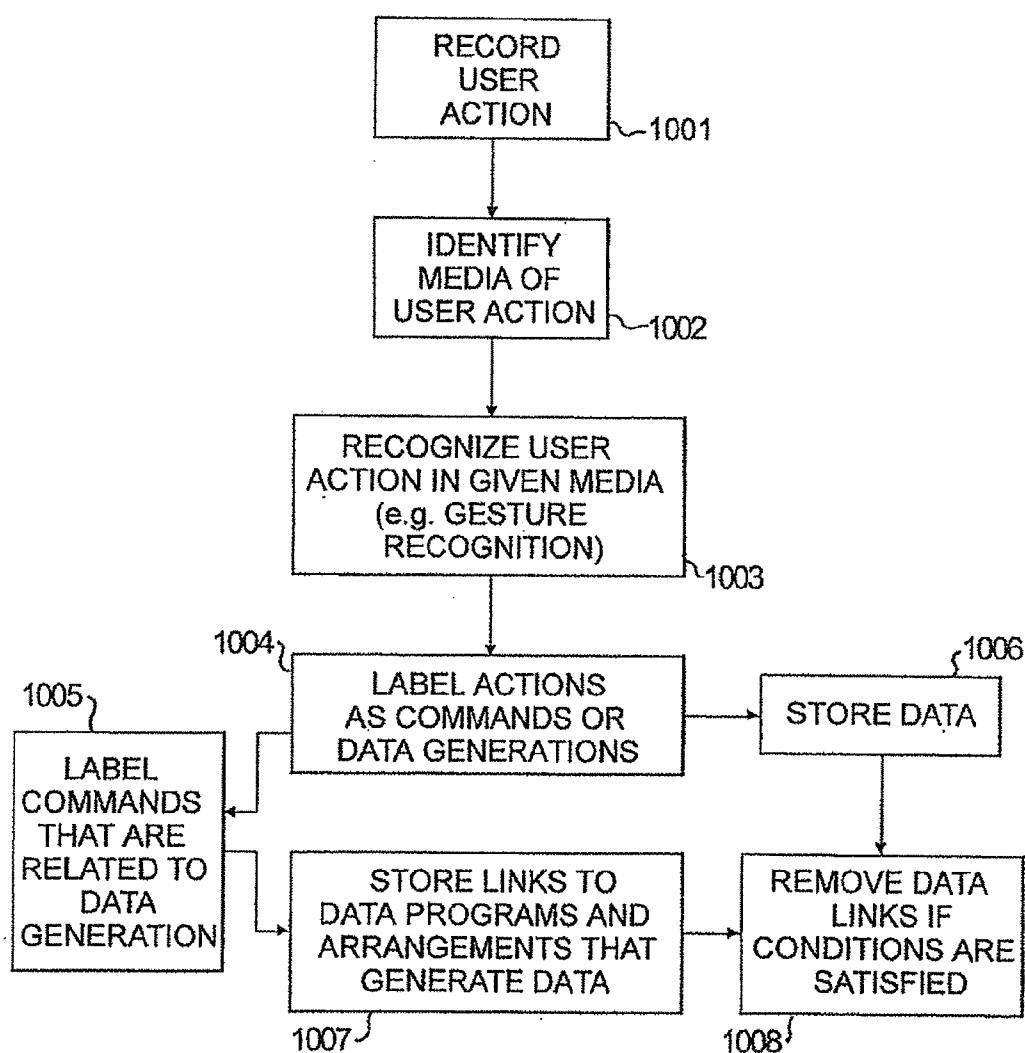 RECORD
USER
ACTION
1001
IDENTIFY
MEDIA OF
USER ACTION
1002
RECOGNIZE USER
ACTION IN GIVEN MEDIA
(e.g. GESTURE
RECOGNITION)
1003
1004
LABEL ACTIONS
AS COMMANDS OR
DATA GENERATIONS
1006
STORE DATA
1005
LABEL
COMMANDS
THAT ARE
RELATED TO
DATA
GENERATION
STORE LINKS TO
DATA PROGRAMS AND
ARRANGEMENTS THAT
GENERATE DATA
1007
REMOVE DATA
LINKS IF
CONDITIONS ARE
SATISFIED
1008